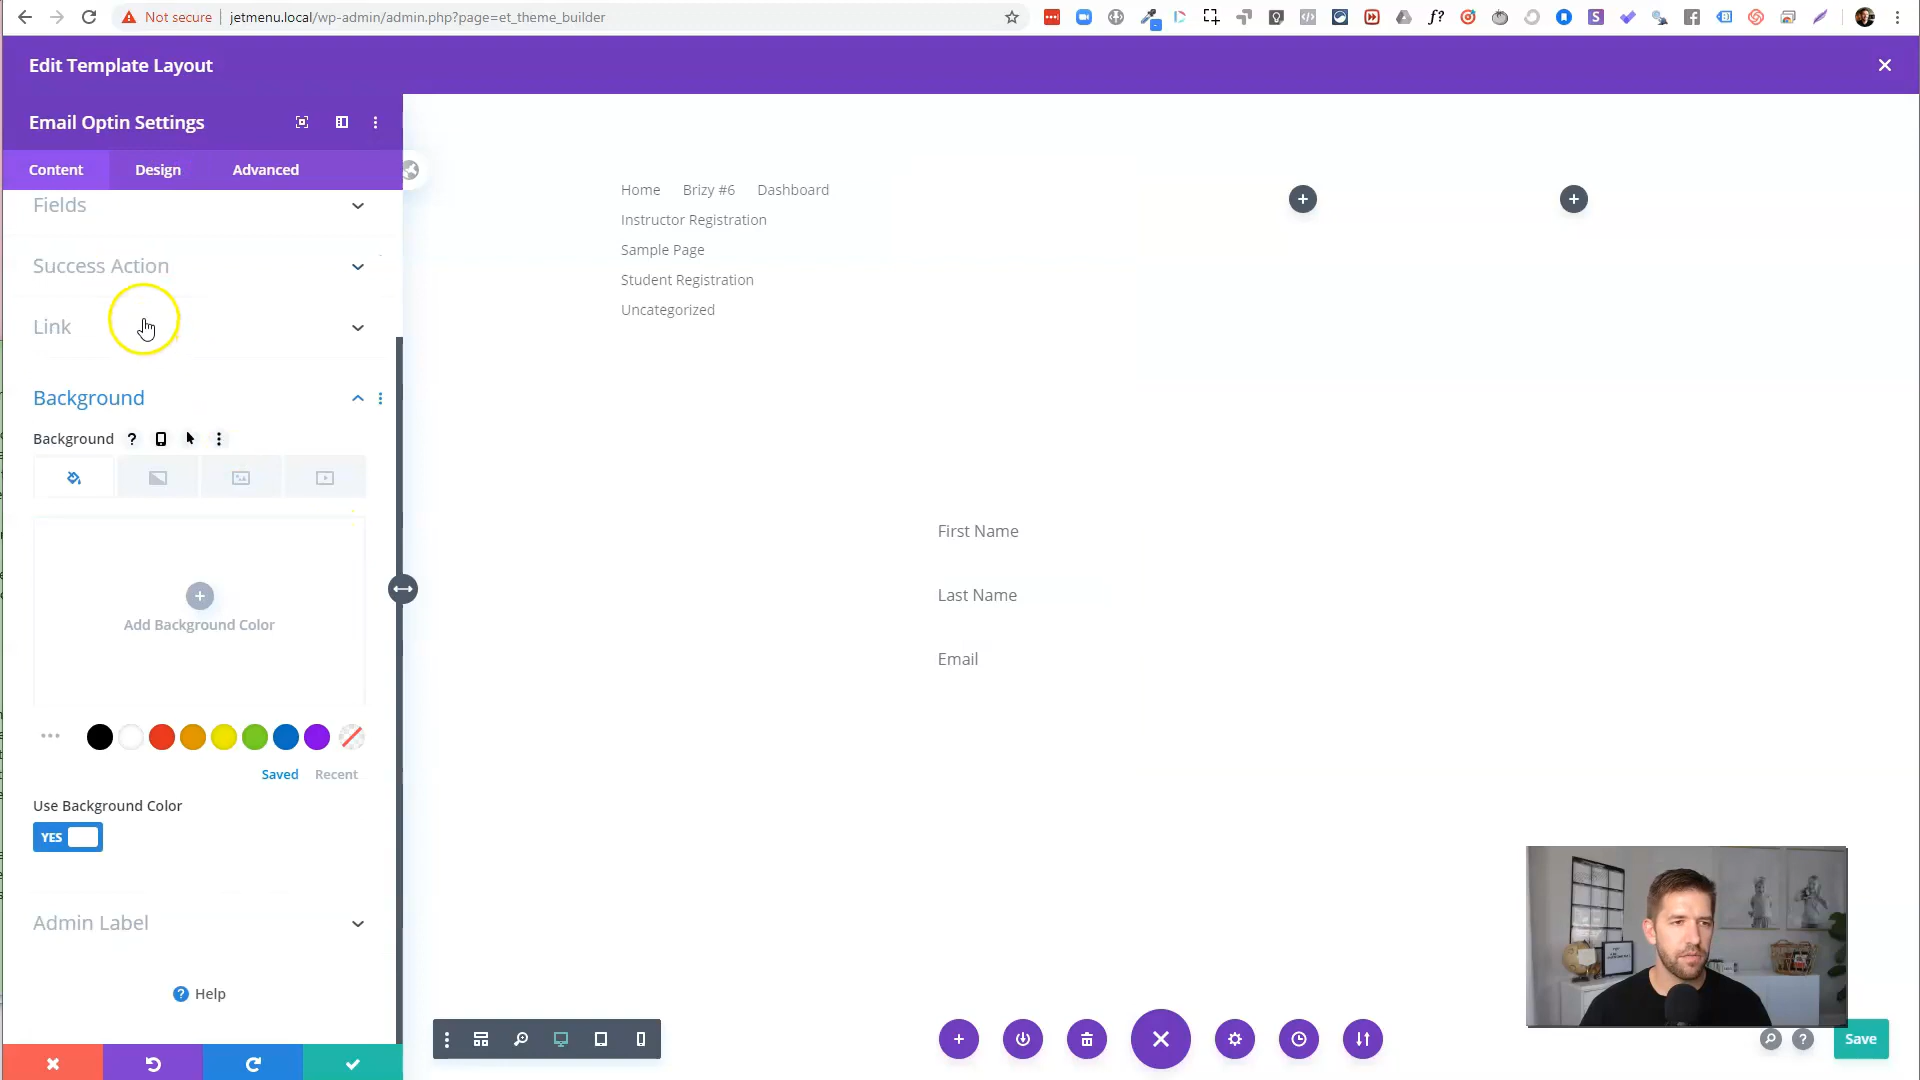 Not secure
jetmenu.local/wp-admin/admin.php?page=et_theme_builder
Edit Template Layout
Email Optin Settings
Content
Design
Advanced
Fields
Success Action
Link
Background
Background
Add Background Color
Saved
Recent
Use Background Color
YES
Admin Label
Help
Home
Brizy #6
Dashboard
Instructor Registration
Sample Page
Student Registration
Uncategorized
First Name
Last Name
Email
Save